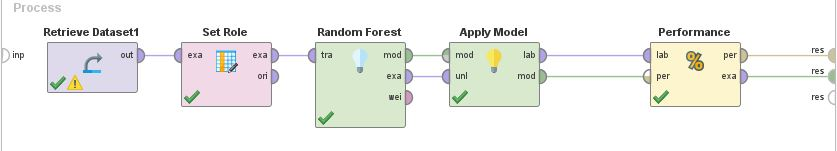 Process
Retrieve Dataset1
Set Role
Random Forest
Apply Model
Performance
inp
out
exa
exa
ori
tra
mod
exa
wei
mod
unl
lab
mod
lab
per
%
per
exa
res
res
res